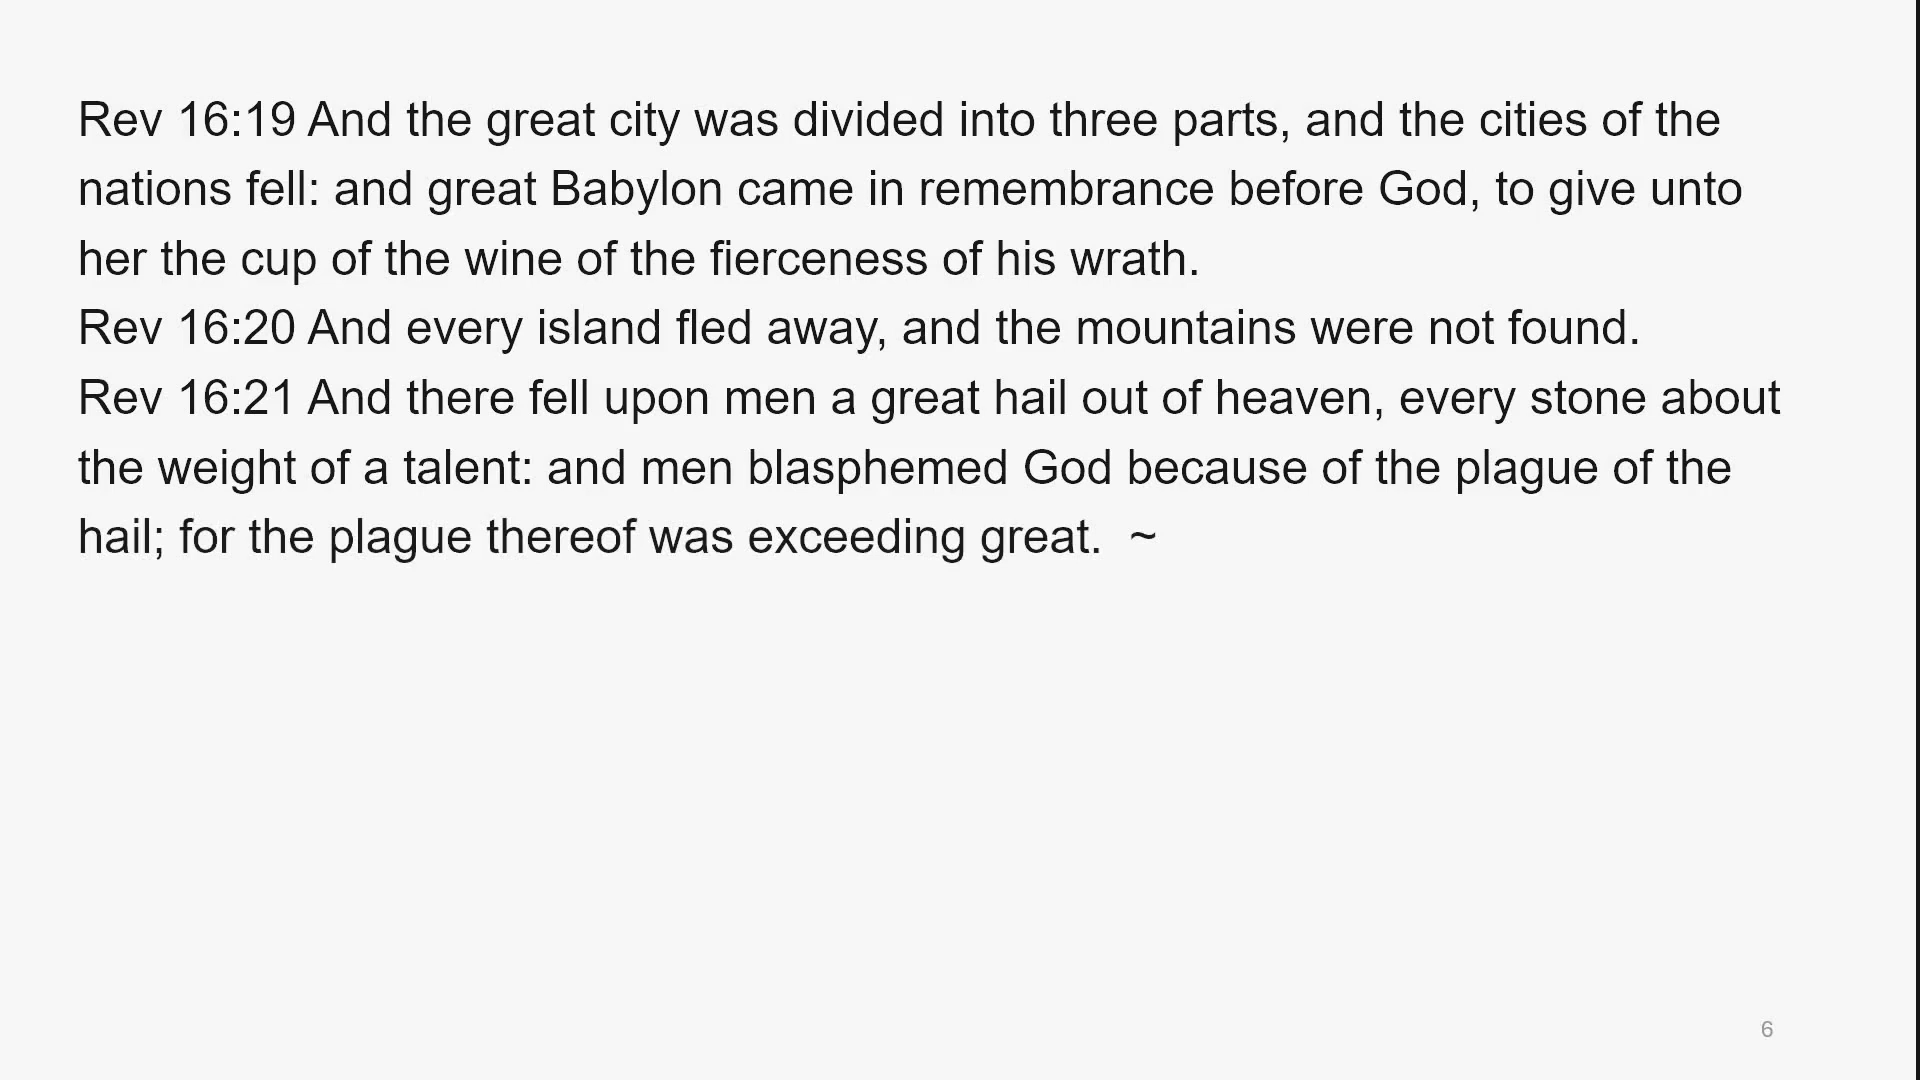 Rev 16:19 And the great city was divided into three parts, and the cities of the
nations fell: and great Babylon came in remembrance before God, to give unto
her the cup of the wine of the fierceness of his wrath.
Rev 16:20 And every island fled away, and the mountains were not found.
Rev 16:21 And there fell upon men a great hail out of heaven, every stone about
the weight of a talent: and men blasphemed God because of the plague of the
hail; for the plague thereof was exceeding great.  ~
6